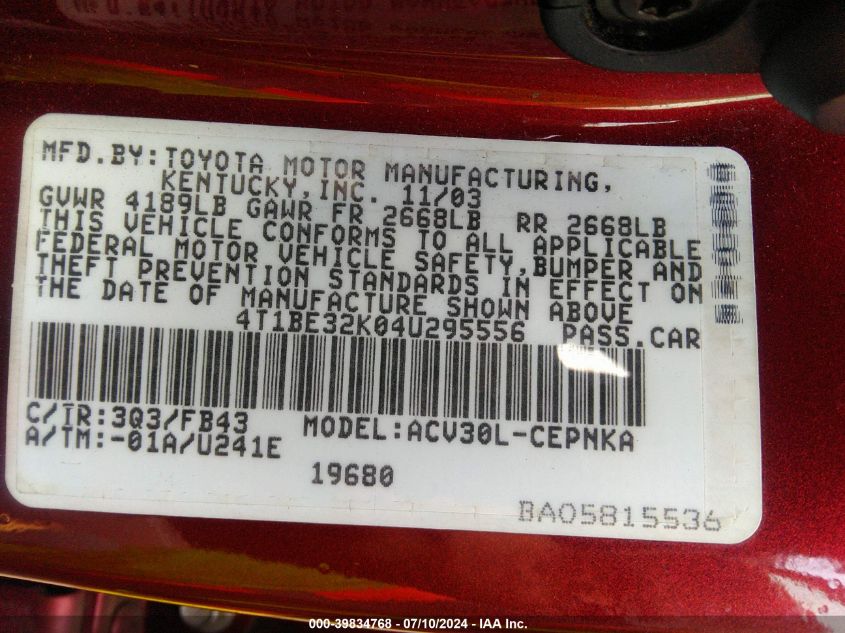 MFD.BY:TOYOTA MOTOR MANUFACTURING,
KENTUCKY,INC. 11/03
GVWR 4189LB GAWR FR 2668LB RR 2668LB
THIS VEHICLE CONFORMS TO ALL APPLICABLE
FEDERAL MOTOR VEHICLE SAFETY,BUMPER AND
THEFT PREVENTION STANDARDS IN EFFECT ON
THE DATE OF MANUFACTURE SHOWN ABOVE
4T1BE32K04U295556 PASS.CAR
C/TR:3Q3/FB43 MODEL:ACV30L-CEPNKA
A/TM:-01A/U241E
19680
BA05815536
000-39834768 - 07/10/2024 - IAA Inc.